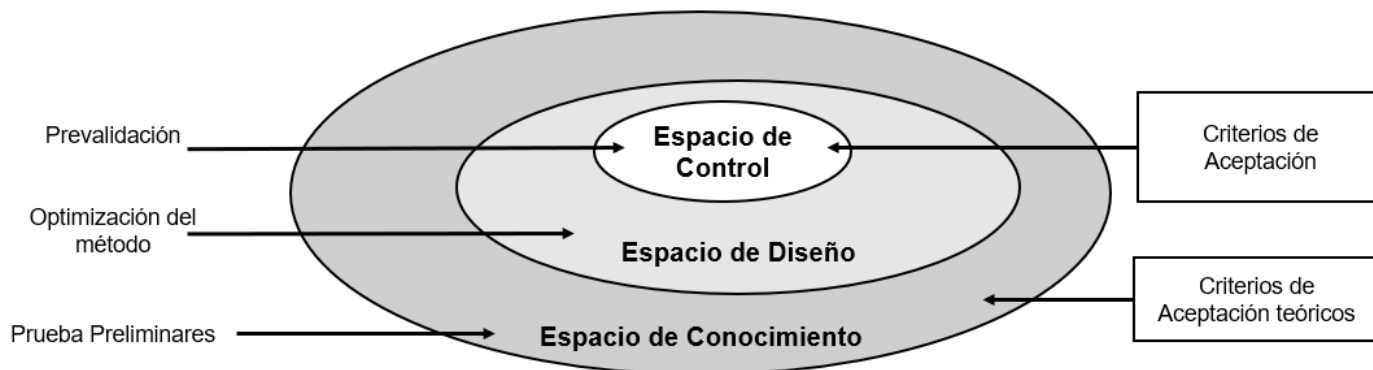 Prevalidación
Optimización del
método
Prueba Preliminares
Espacio de
Control
Espacio de Diseño
Espacio de Conocimiento
Criterios de
Aceptación
Criterios de
Aceptación teóricos